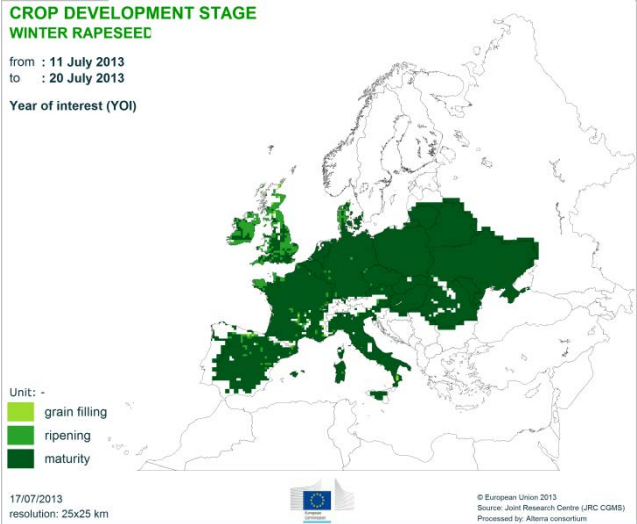 CROP DEVELOPMENT STAGE
WINTER RAPESEED
from : 11 July 2013
to : 20 July 2013
Year of interest (YOI)
Unit: -
grain filling
ripening
maturity
17/07/2013
resolution: 25x25 km
European
Commission
© European Union 2013
Source: Joint Research Centre (JRC CGMS)
Processed by: Alterra consortium